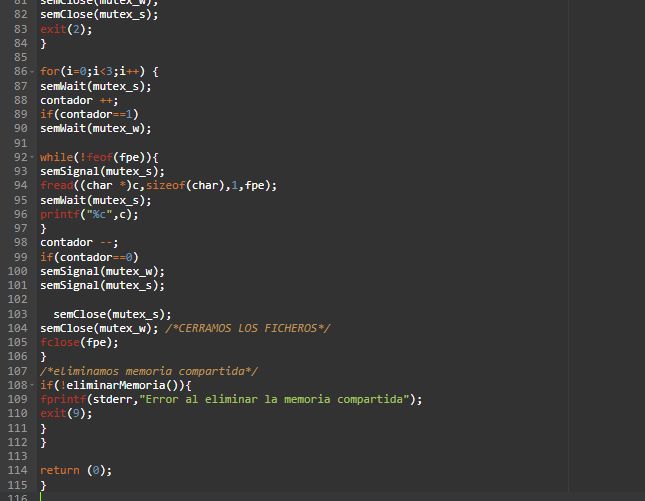 81 semClose(mutex_w);
82 semClose(mutex_s);
83 exit(2);
84 }
85
86 for(i=0;i<3;i++) {
87 semWait(mutex_s);
88 contador ++;
89 if(contador==1)
90 semWait(mutex_w);
91
92 while(!feof(fpe)){
93 semSignal(mutex_s);
94 fread((char *)c,sizeof(char),1,fpe);
95 semWait(mutex_s);
96 printf("%c",c);
97 }
98 contador --;
99 if(contador==0)
100 semSignal(mutex_w);
101 semSignal(mutex_s);
102
103 semClose(mutex_s);
104 semClose(mutex_w); /*CERRAMOS LOS FICHEROS*/
105 fclose(fpe);
106 }
107 /*eliminamos memoria compartida*/
108 if(!eliminarMemoria()){
109 fprintf(stderr,"Error al eliminar la memoria compartida");
110 exit(9);
111 }
112 }
113
114 return (0);
115 }
116